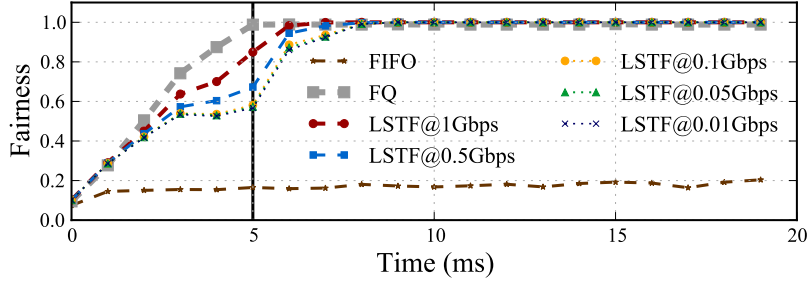 Fairness
1.0
0.8
0.6
0.4
0.2
0.0
FIFO
FQ
LSTF@1Gbps
LSTF@0.5Gbps
LSTF@0.1Gbps
LSTF@0.05Gbps
LSTF@0.01Gbps
0 5 10 15 20
Time (ms)